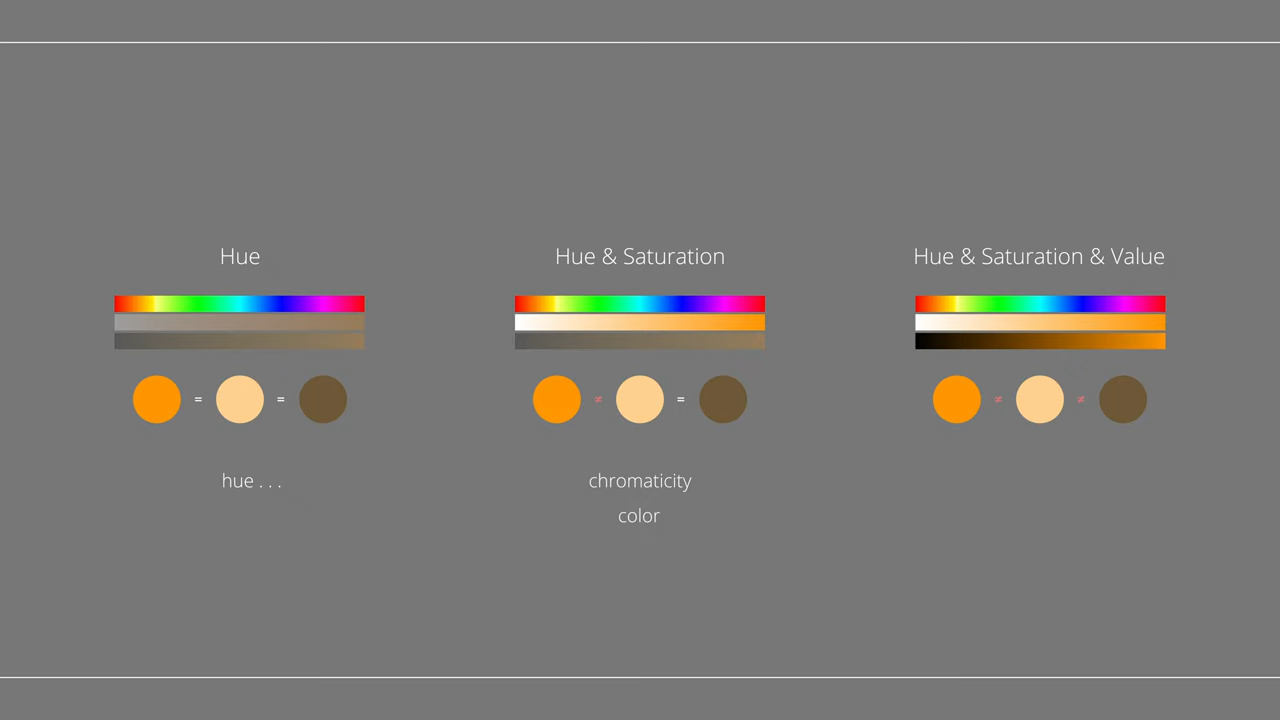 Hue
Hue & Saturation
Hue & Saturation & Value
= =
≠ =
≠ ≠
hue . . .
chromaticity
color